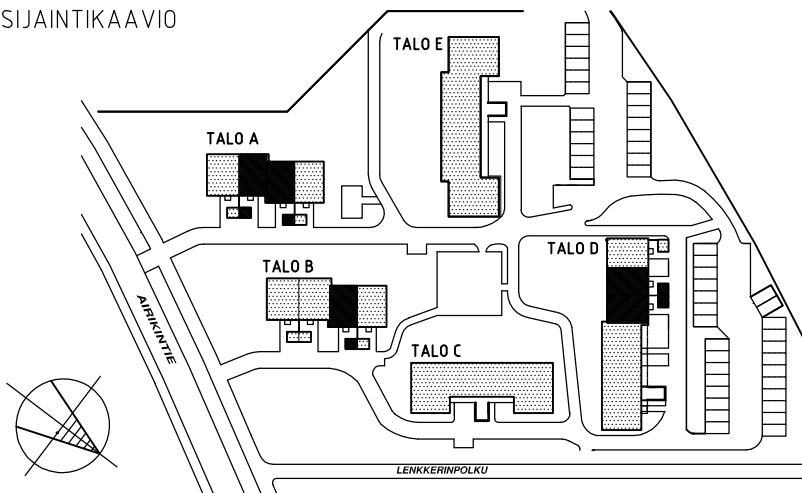 SIJAINTIKAAVIO
TALO E
TALO A
TALO D
TALO B
AIRIKINTIE
TALO C
LENKKERINPOLKU